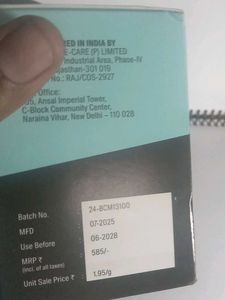 RED IN INDIA BY
E-CARE (P) LIMITED
Industrial Area, Phase-IV
asthan-301 019
No.: RAJ/COS-2927
Office:
Ansal Imperial Tower,
C-Block Community Center,
Naraina Vihar, New Delhi – 110 028
Batch No. 24-BCM13100
MFD 07-2025
Use Before 06-2028
MRP ₹ 585/-
(incl. of all taxes)
Unit Sale Price ₹ 1.95/g